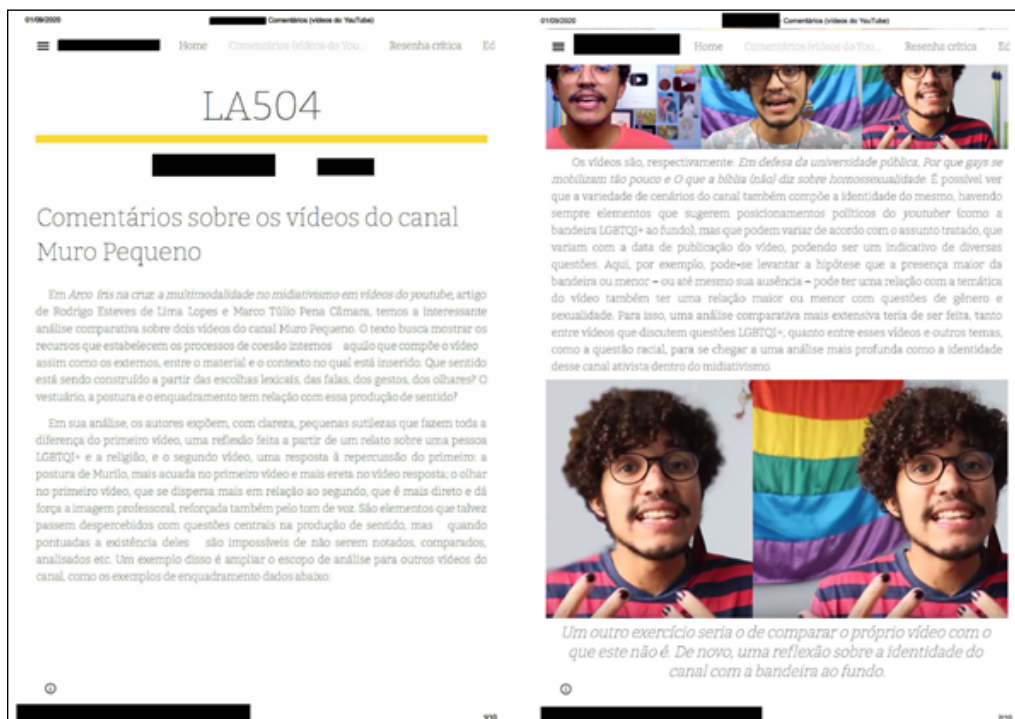 01/09/2020
Comentários (vídeos do YouTube)
Home Comentários (vídeos do You... Resenha crítica Ed
LA504
Comentários sobre os vídeos do canal
Muro Pequeno
Em Arco íris na cruz: a multimodalidade no midiativismo em vídeos do youtube, artigo
de Rodrigo Esteves de Lima Lopes e Marco Túlio Pena Câmara, temos a interessante
análise comparativa sobre dois vídeos do canal Muro Pequeno. O texto busca mostrar os
recursos que estabelecem os processos de coesão internos aquilo que compõe o vídeo
assim como os externos, entre o material e o contexto no qual está inserido. Que sentido
está sendo construído a partir das escolhas lexicais, das falas, dos gestos, dos olhares? O
vestuário, a postura e o enquadramento tem relação com essa produção de sentido?
Em sua análise, os autores expõem, com clareza, pequenas sutilezas que fazem toda a
diferença do primeiro vídeo, uma reflexão feita a partir de um relato sobre uma pessoa
LGBTQI+ e a religião, e o segundo vídeo, uma resposta à repercussão do primeiro: a
postura de Murilo, mais acuada no primeiro vídeo e mais ereta no vídeo resposta; o olhar
no primeiro vídeo, que se dispersa mais em relação ao segundo, que é mais direto e dá
força a imagem professoral, reforçada também pelo tom de voz. São elementos que talvez
passem despercebidos com questões centrais na produção de sentido, mas quando
pontuadas a existência deles são impossíveis de não serem notados, comparados,
analisados etc. Um exemplo disso é ampliar o escopo de análise para outros vídeos do
canal, como os exemplos de enquadramento dados abaixo:
9/10
01/09/2020
Comentários (vídeos do YouTube)
Home Comentários (vídeos do You... Resenha crítica Ed
Os vídeos são, respectivamente: Em defesa da universidade pública, Por que gays se
mobilizam tão pouco e O que a bíblia (não) diz sobre homossexualidade. É possível ver
que a variedade de cenários do canal também compõe a identidade do mesmo, havendo
sempre elementos que sugerem posicionamentos políticos do youtuber (como a
bandeira LGBTQI+ ao fundo), mas que podem variar de acordo com o assunto tratado, que
variam com a data de publicação do vídeo, podendo ser um indicativo de diversas
questões. Aqui, por exemplo, pode-se levantar a hipótese que a presença maior da
bandeira ou menor – ou até mesmo sua ausência – pode ter uma relação com a temática
do vídeo também ter uma relação maior ou menor com questões de gênero e
sexualidade. Para isso, uma análise comparativa mais extensiva teria de ser feita, tanto
entre vídeos que discutem questões LGBTQI+, quanto entre esses vídeos e outros temas,
como a questão racial, para se chegar a uma análise mais profunda como a identidade
desse canal ativista dentro do midiativismo.
Um outro exercício seria o de comparar o próprio vídeo com o
que este não é. De novo, uma reflexão sobre a identidade do
canal com a bandeira ao fundo.